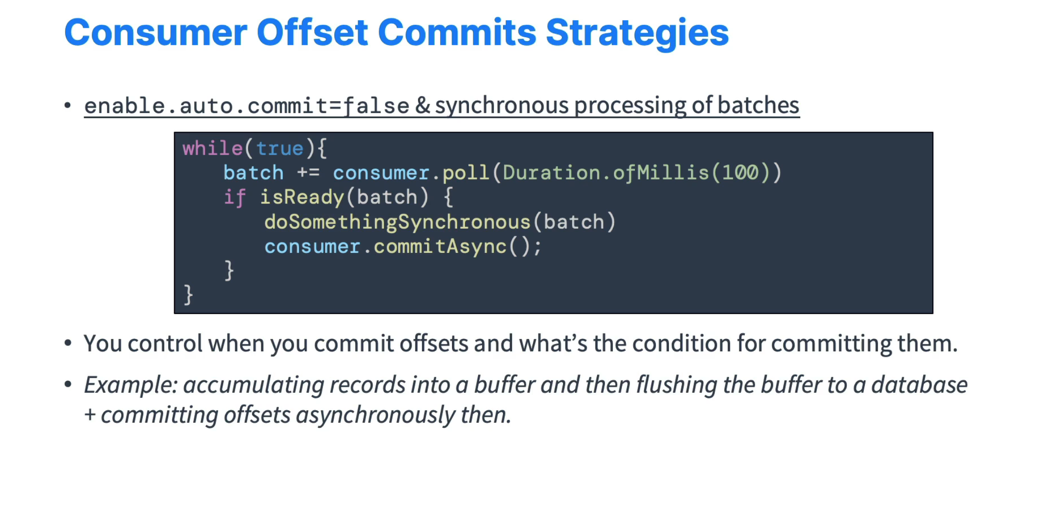 Consumer Offset Commits Strategies
• enable.auto.commit=false & synchronous processing of batches
while(true){
batch += consumer.poll(Duration.ofMillis(100))
if isReady(batch) {
doSomethingSynchronous(batch)
consumer.commitAsync();
}
}
• You control when you commit offsets and what’s the condition for committing them.
• Example: accumulating records into a buffer and then flushing the buffer to a database
+ committing offsets asynchronously then.